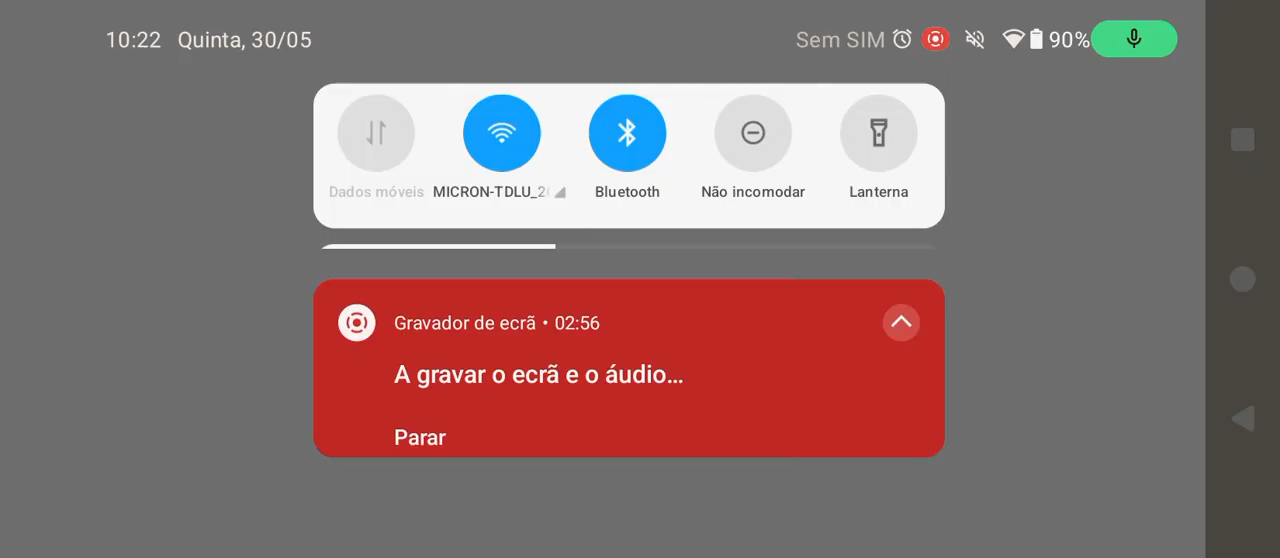 10:22 Quinta, 30/05 Sem SIM 90%
Dados móveis MICRON-TDLU_2 Bluetooth Não incomodar Lanterna
Gravador de ecrã • 02:56
A gravar o ecrã e o áudio...
Parar